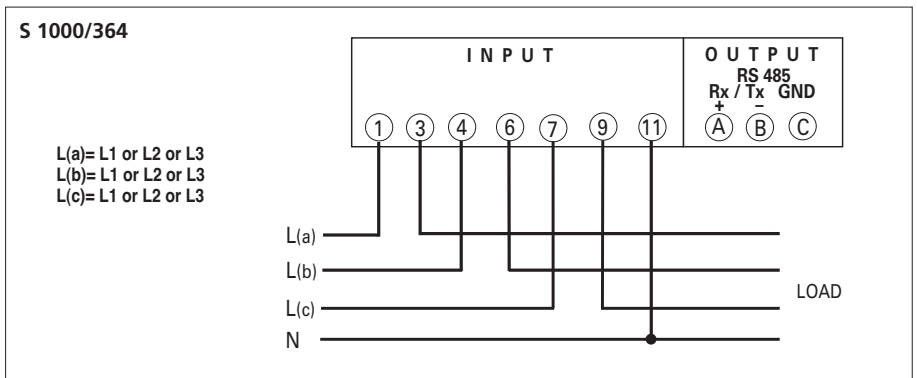 S 1000/364
INPUT
OUTPUT
RS 485
Rx / Tx GND
+ –
1 3 4 6 7 9 11
A B C
L(a)= L1 or L2 or L3
L(b)= L1 or L2 or L3
L(c)= L1 or L2 or L3
L(a)
L(b)
L(c)
LOAD
N